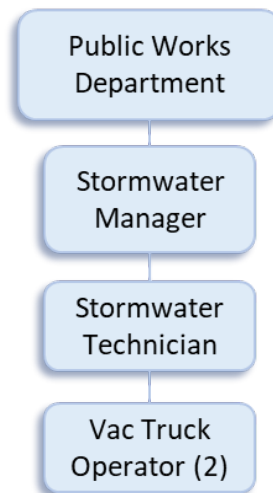 Public Works
Department
Stormwater
Manager
Stormwater
Technician
Vac Truck
Operator (2)